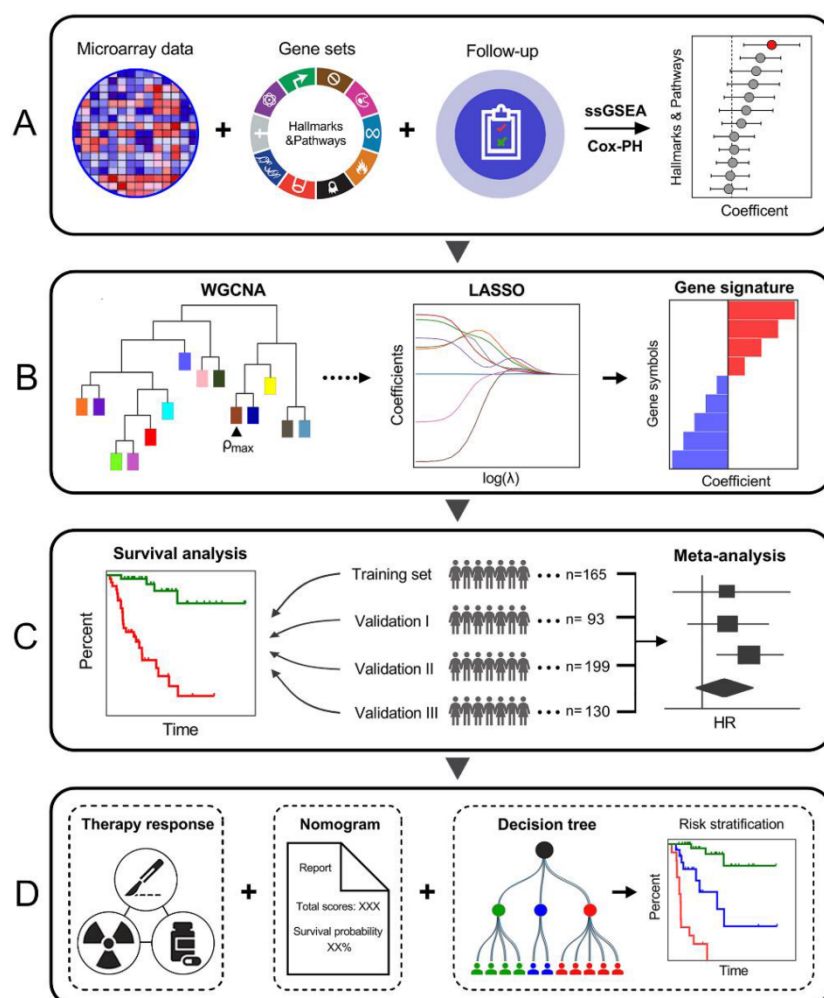 A
Microarray data
Gene sets
Follow-up
Hallmarks
&Pathways
ssGSEA
Cox-PH
Hallmarks & Pathways
Coefficent
B
WGCNA
LASSO
Gene signature
ρmax
Coefficients
log(λ)
Gene symbols
Coefficient
C
Survival analysis
Percent
Time
Training set
n=165
Validation I
n= 93
Validation II
n=199
Validation III
n= 130
Meta-analysis
HR
D
Therapy response
Nomogram
Report
Total scores: XXX
Survival probability
XX%
Decision tree
Risk stratification
Percent
Time